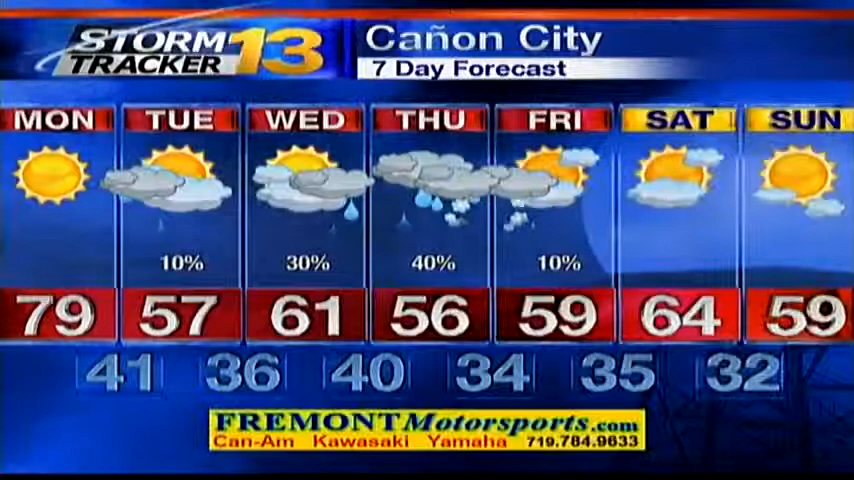 STORM
TRACKER 13
Cañon City
7 Day Forecast
MON TUE WED THU FRI SAT SUN
10% 30% 40% 10%
79 57 61 56 59 64 59
41 36 40 34 35 32
FREMONT Motorsports.com
Can-Am Kawasaki Yamaha 719.784.9633